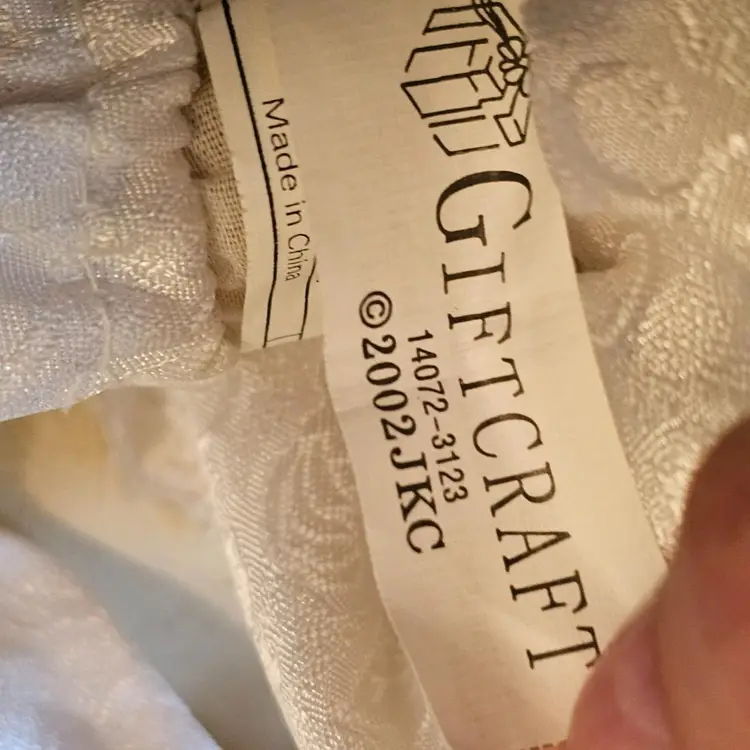 GIFTCRAFT
14072-3123
©2002JKC
Made in China